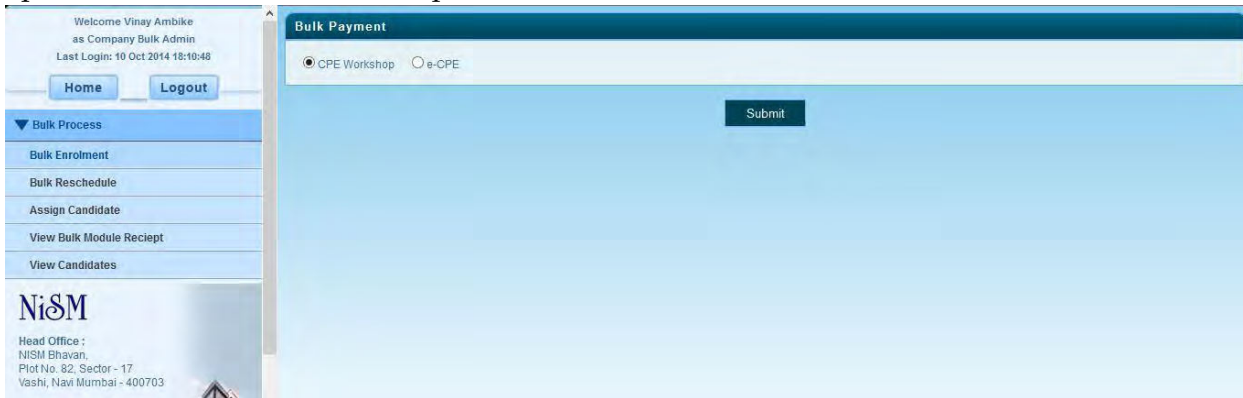 Welcome Vinay Ambike
as Company Bulk Admin
Last Login: 10 Oct 2014 18:10:48
Home Logout
Bulk Process
Bulk Enrolment
Bulk Reschedule
Assign Candidate
View Bulk Module Reciept
View Candidates
NiSM
Head Office :
NISM Bhavan,
Plot No. 82, Sector - 17
Vashi, Navi Mumbai - 400703
Bulk Payment
CPE Workshop e-CPE
Submit